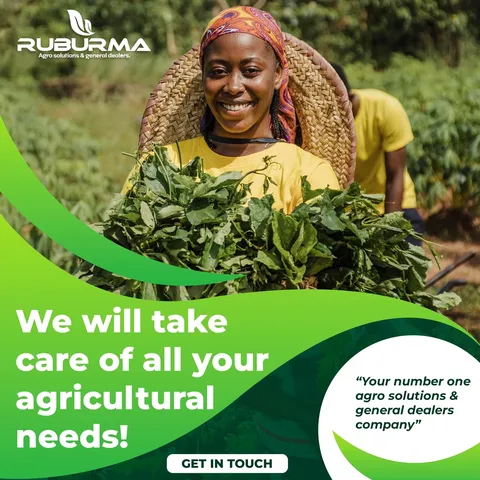 RUBURMA
Agro solutions & general dealers.
We will take
care of all your
agricultural
needs!
GET IN TOUCH
“Your number one
agro solutions &
general dealers
company”